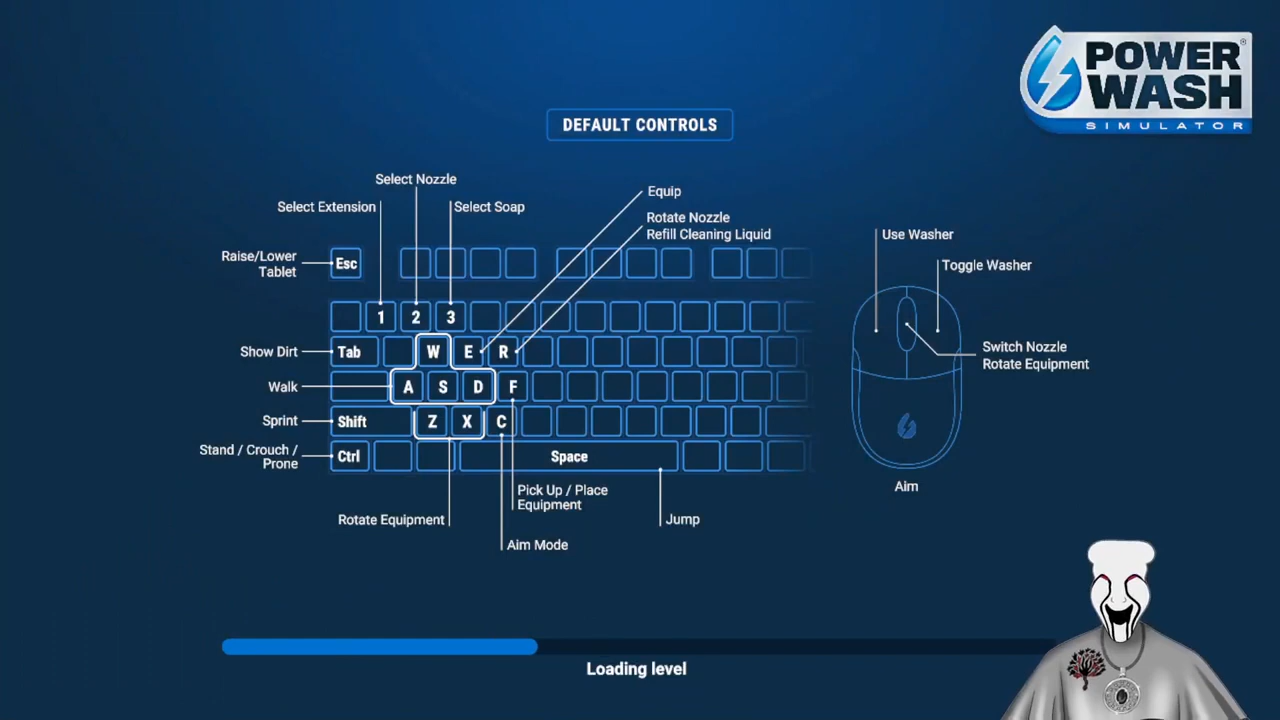 POWER
WASH
SIMULATOR
DEFAULT CONTROLS
Select Nozzle
Select Extension
Select Soap
Equip
Rotate Nozzle
Refill Cleaning Liquid
Raise/Lower
Tablet
Esc
1 2 3
Show Dirt
Tab W E R
Walk
A S D F
Sprint
Shift Z X C
Stand / Crouch /
Prone
Ctrl Space
Rotate Equipment
Pick Up / Place
Equipment
Aim Mode
Jump
Use Washer
Toggle Washer
Switch Nozzle
Rotate Equipment
Aim
Loading level